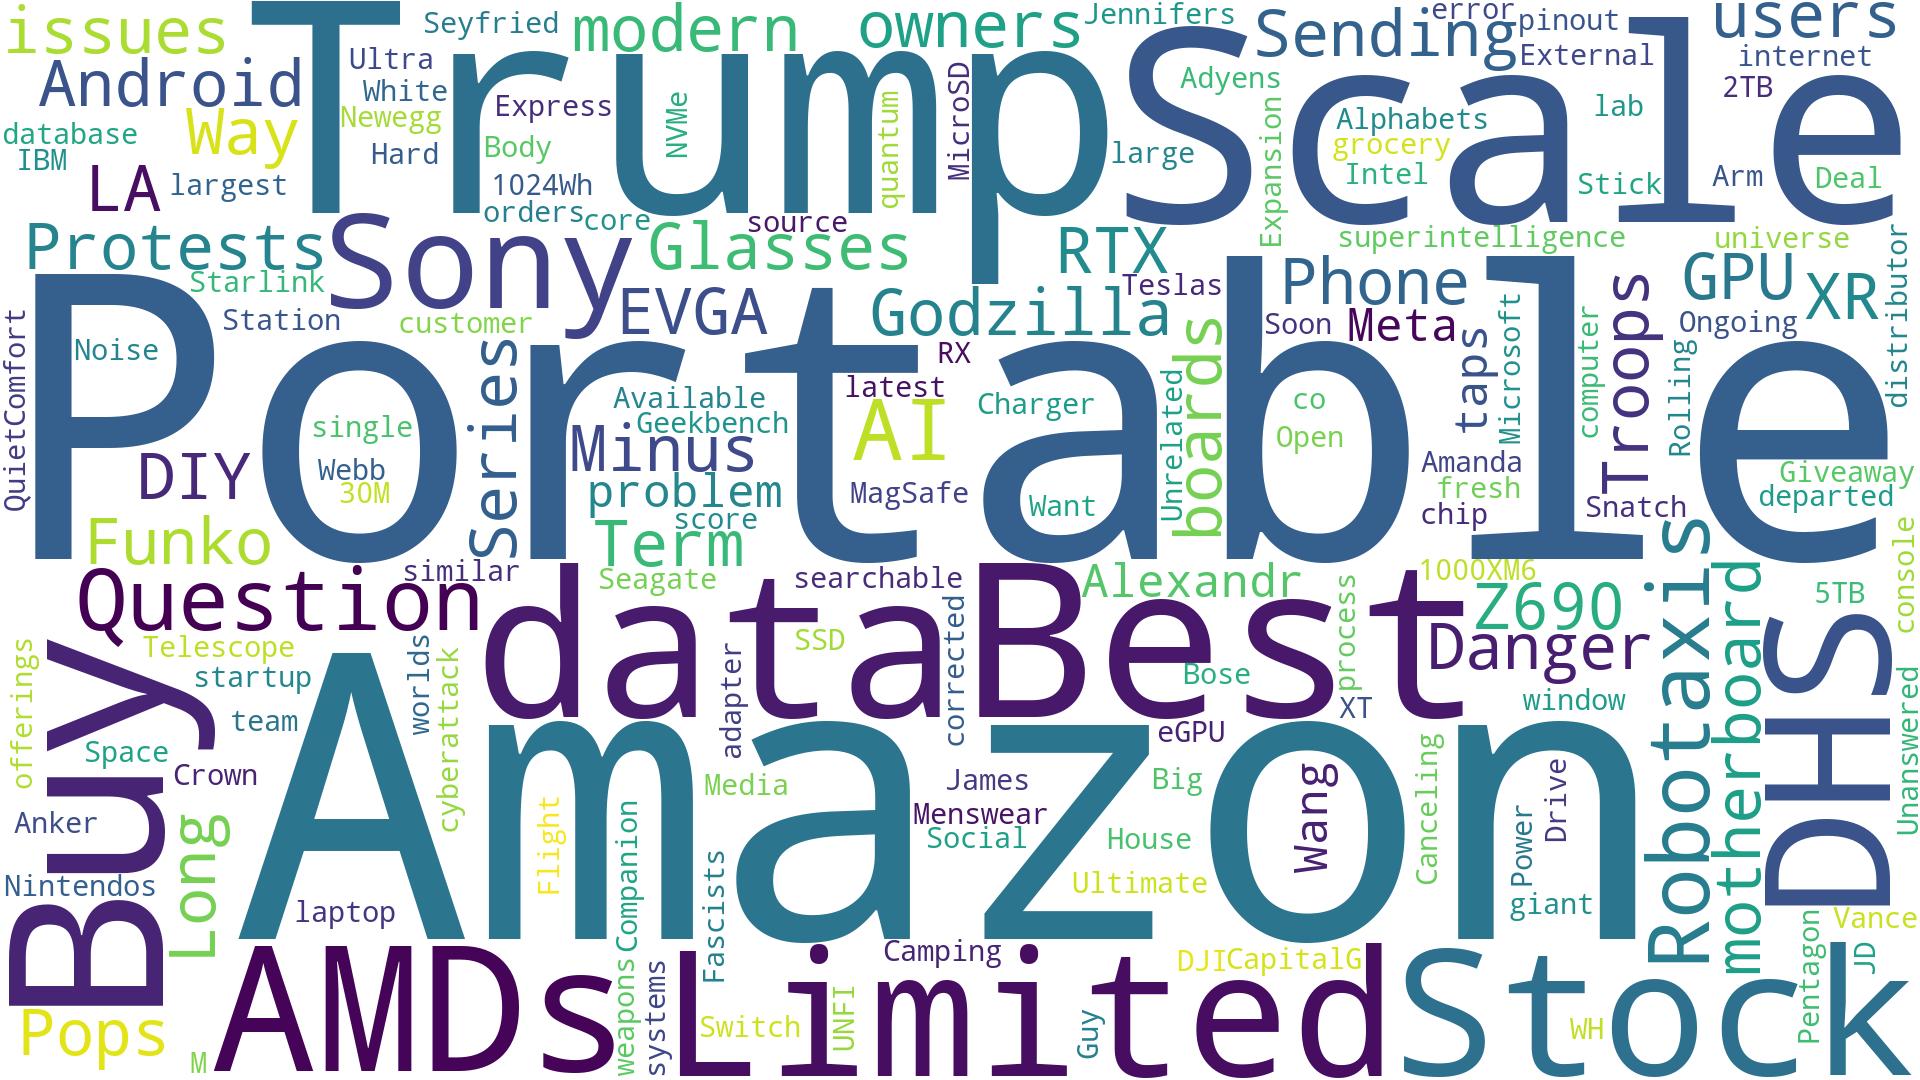 issues
Trump
Seyfried
modern
owners
Jennifers
Scale
Sending
error
pinout
users
Android
Ultra
White
External
internet
Adyens
2TB
database
Way
Newegg
Express
NVMe
quantum
MicroSD
Expansion
Alphabets
lab
IBM
Hard
Body
large
grocery
LA
largest
1024Wh
Intel
Stick
Arm
Deal
orders
core
source
Protests
Sony
Glasses
RTX
superintelligence
universe
Starlink
Teslas
Phone
GPU
XR
distributor
Station
customer
EVGA
Godzilla
Soon
Meta
Microsoft
Troops
Ongoing
QuietComfort
Portable
Noise
Series
RX
boards
taps
computer
Rolling
latest
Available
Geekbench
AI
Charger
Unrelated
co
Open
single
DIY
Webb
30M
Minus
problem
MagSafe
Want
Amanda
fresh
chip
Snatch
Giveaway
departed
Funko
score
Term
similar
Seagate
searchable
Alexandr
1000XM6
Z690
Robotaxis
motherboard
5TB
console
Question
dataBest
process
Danger
DHS
Telescope
worlds
cyberattack
SSD
adapter
corrected
Bose
XT
window
offerings
Buy
startup
team
eGPU
Unanswered
Space
Crown
Amazon
Media
James
Big
Wang
Canceling
Drive
Anker
Long
Flight
Companion
Menswear
Social
House
Power
Nintendos
laptop
Fascists
Ultimate
giant
Vance
AMDs
Limited
Camping
DJI
CapitalG
Stock
Pentagon
JD
Pops
weapons
systems
Switch
UNFI
Guy
WH
M